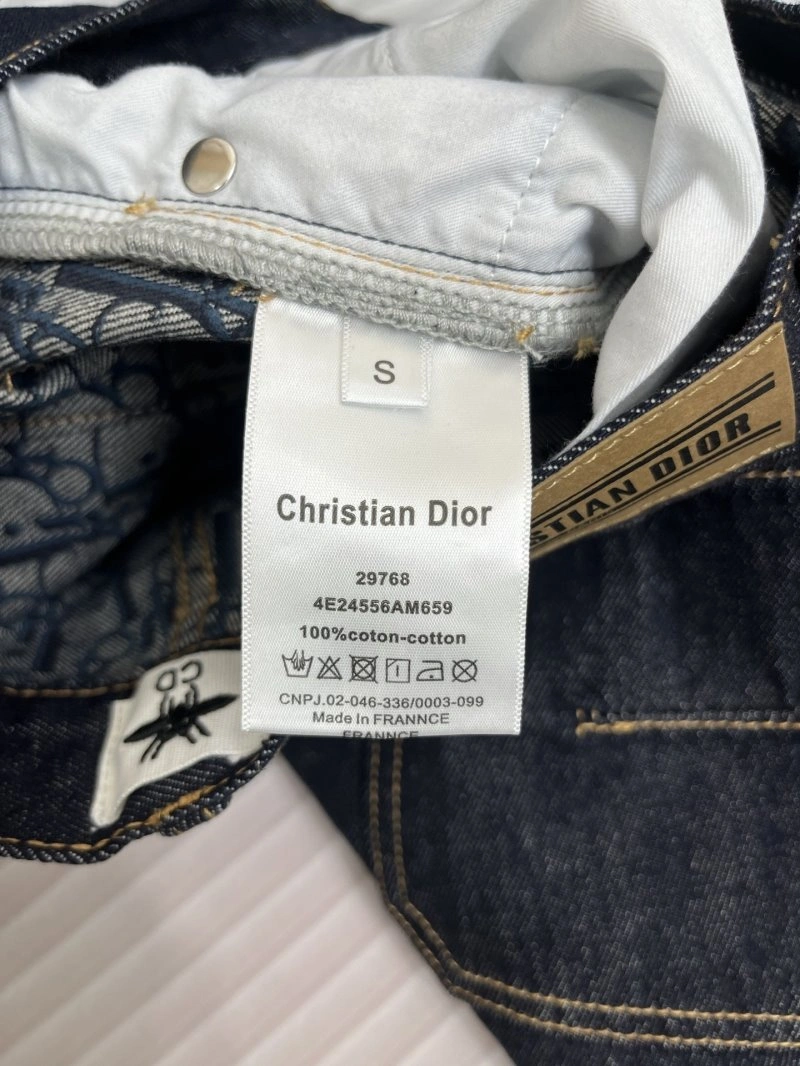 S
STIAN DIOR
Christian Dior
29768
4E24556AM659
100%coton-cotton
CNPJ.02-046-336/0003-099
Made In FRANNCE
FRANNCE
CD